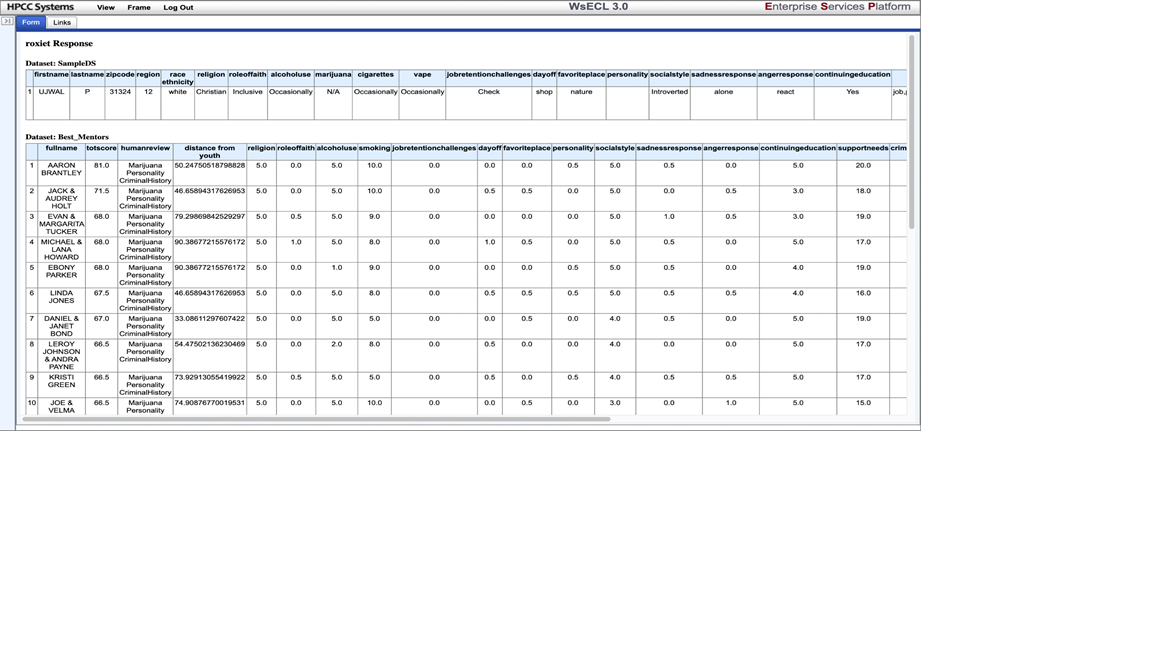 HPCC Systems View Frame Log Out WsECL 3.0 Enterprise Services Platform
Form Links
roxiet Response
Dataset: SampleDS
firstname lastname zipcode region race ethnicity religion roleoffaith alcoholuse marijuana cigarettes vape jobretentionchallenges dayoff favoriteplace personality socialstyle sadnessresponse angerresponse continuingeducation
1 UJWAL P 31324 12 white Christian Inclusive Occasionally N/A Occasionally Occasionally Check shop nature Introverted alone react Yes job,
Dataset: Best_Mentors
fullname totscore humanreview distance from youth religion roleoffaith alcoholuse smoking jobretentionchallenges dayoff favoriteplace personality socialstyle sadnessresponse angerresponse continuingeducation supportneeds crim
1 AARON BRANTLEY 81.0 Marijuana Personality CriminalHistory 50.24750518798828 5.0 0.0 5.0 10.0 0.0 0.0 0.0 0.5 5.0 0.5 0.0 5.0 20.0
2 JACK & AUDREY HOLT 71.5 Marijuana Personality CriminalHistory 46.65894317626953 5.0 0.0 5.0 10.0 0.0 0.5 0.5 0.0 5.0 0.0 0.5 3.0 18.0
3 EVAN & MARGARITA TUCKER 68.0 Marijuana Personality CriminalHistory 79.29869842529297 5.0 0.5 5.0 9.0 0.0 0.0 0.0 0.0 5.0 1.0 0.5 3.0 19.0
4 MICHAEL & LANA HOWARD 68.0 Marijuana Personality CriminalHistory 90.38677215576172 5.0 1.0 5.0 8.0 0.0 1.0 0.5 0.0 5.0 0.5 0.0 5.0 17.0
5 EBONY PARKER 68.0 Marijuana Personality CriminalHistory 90.38677215576172 5.0 0.0 1.0 9.0 0.0 0.0 0.5 0.5 5.0 0.5 0.0 4.0 19.0
6 LINDA JONES 67.5 Marijuana Personality CriminalHistory 46.65894317626953 5.0 0.0 5.0 8.0 0.0 0.5 0.5 0.5 5.0 0.5 0.5 4.0 16.0
7 DANIEL & JANET BOND 67.0 Marijuana Personality CriminalHistory 33.08611297607422 5.0 0.0 5.0 5.0 0.0 0.0 0.5 0.0 4.0 0.5 0.0 5.0 19.0
8 LEROY JOHNSON & ANDRA PAYNE 66.5 Marijuana Personality CriminalHistory 54.47502136230469 5.0 0.0 2.0 8.0 0.0 0.5 0.0 0.0 4.0 0.0 0.0 5.0 17.0
9 KRISTI GREEN 66.5 Marijuana Personality CriminalHistory 73.92913055419922 5.0 0.5 5.0 5.0 0.0 0.5 0.0 0.5 4.0 0.5 0.5 5.0 17.0
10 JOE & VELMA 66.5 Marijuana Personality 74.90876770019531 5.0 0.0 5.0 10.0 0.0 0.0 0.5 0.0 3.0 0.0 1.0 5.0 15.0